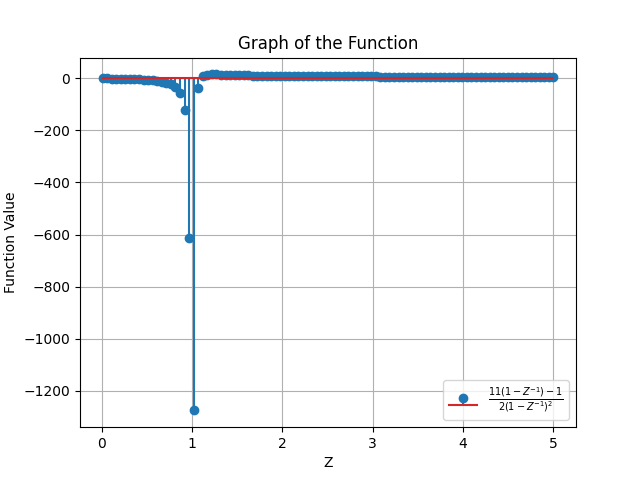 Graph of the Function
Function Value
0
−200
−400
−600
−800
−1000
−1200
0 1 2 3 4 5
Z
11(1 − Z⁻¹) − 1
2(1 − Z⁻¹)²